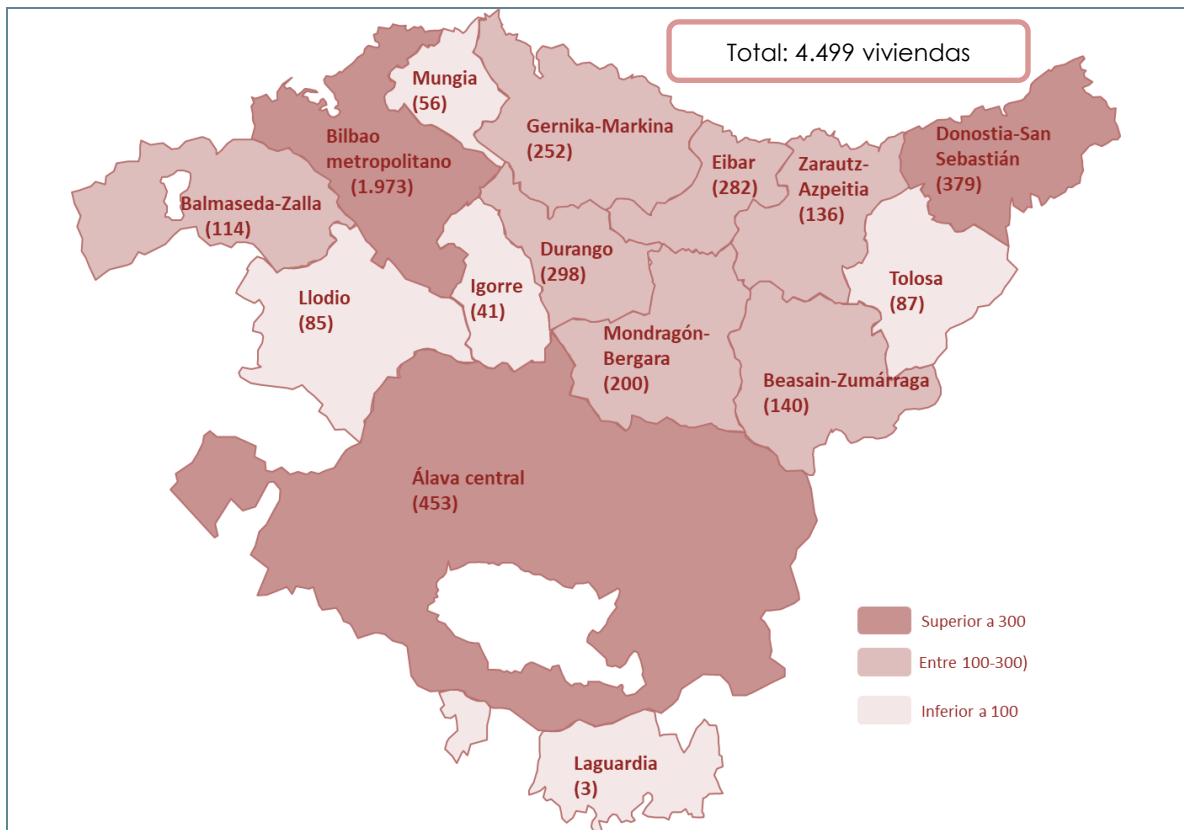 Total: 4.499 viviendas
Mungia
(56)
Bilbao
metropolitano
(1.973)
Gernika-Markina
(252)
Eibar
(282)
Zarautz-
Azpeitia
(136)
Donostia-San
Sebastián
(379)
Balmaseda-Zalla
(114)
Durango
(298)
Igorre
(41)
Llodio
(85)
Tolosa
(87)
Mondragón-
Bergara
(200)
Beasain-Zumárraga
(140)
Álava central
(453)
Superior a 300
Entre 100-300)
Inferior a 100
Laguardia
(3)